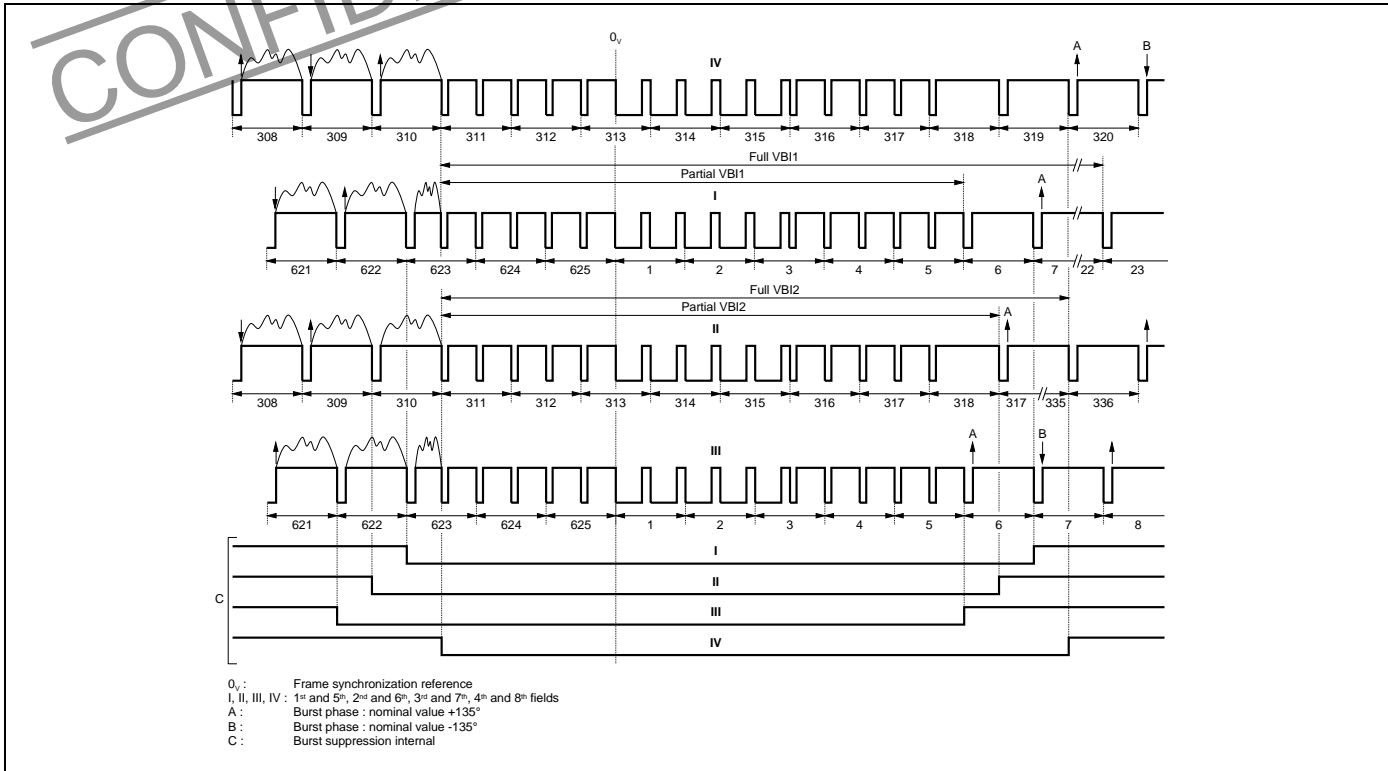 CONFID
0V
IV
A
B
308 309 310 311 312 313 314 315 316 317 318 319 320
Full VBI1
Partial VBI1
A
I
621 622 623 624 625 1 2 3 4 5 6 7 22 23
Full VBI2
Partial VBI2
A
II
308 309 310 311 312 313 314 315 316 317 318 317 335 336
A
B
III
621 622 623 624 625 1 2 3 4 5 6 7 8
I
II
C
III
IV
0V : Frame synchronization reference
I, II, III, IV : 1st and 5th, 2nd and 6th, 3rd and 7th, 4th and 8th fields
A : Burst phase : nominal value +135°
B : Burst phase : nominal value -135°
C : Burst suppression internal